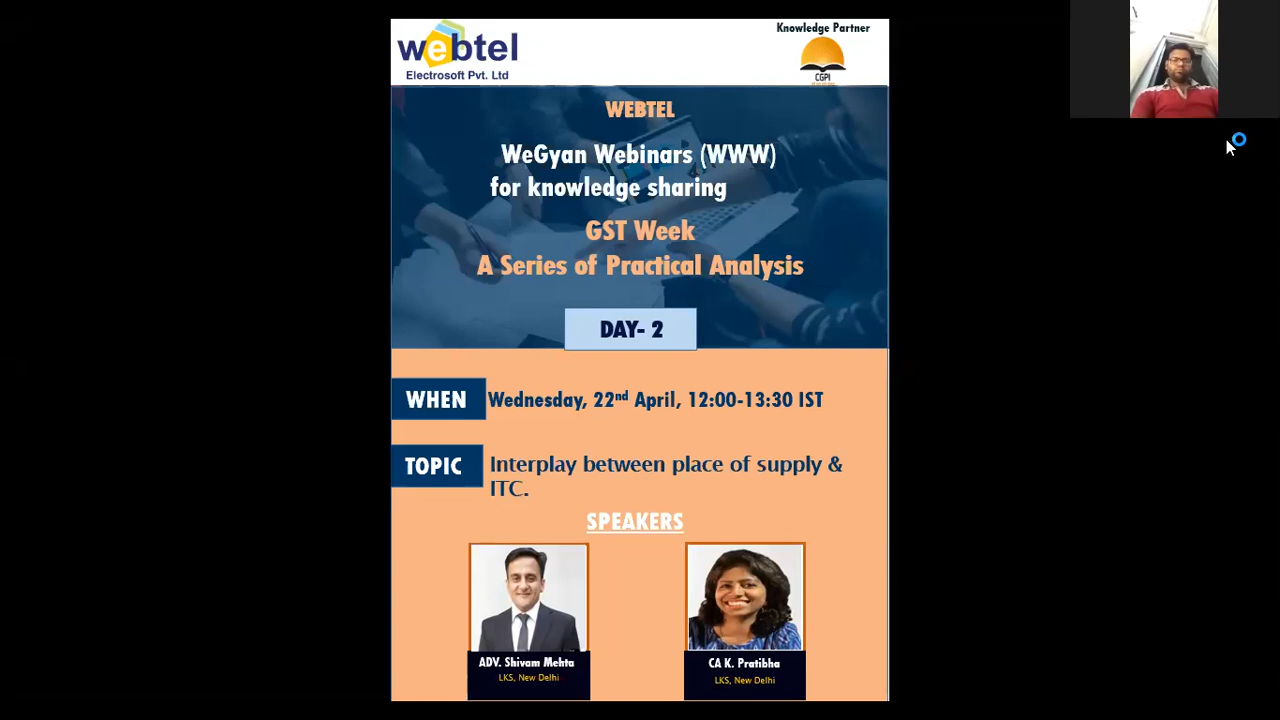 webtel
Electrosoft Pvt. Ltd
Knowledge Partner
CGPI
WEBTEL
WeGyan Webinars (WWW)
for knowledge sharing
GST Week
A Series of Practical Analysis
DAY- 2
WHEN
Wednesday, 22nd April, 12:00-13:30 IST
TOPIC
Interplay between place of supply &
ITC.
SPEAKERS
ADV. Shivam Mehta
LKS, New Delhi
CA K. Pratibha
LKS, New Delhi